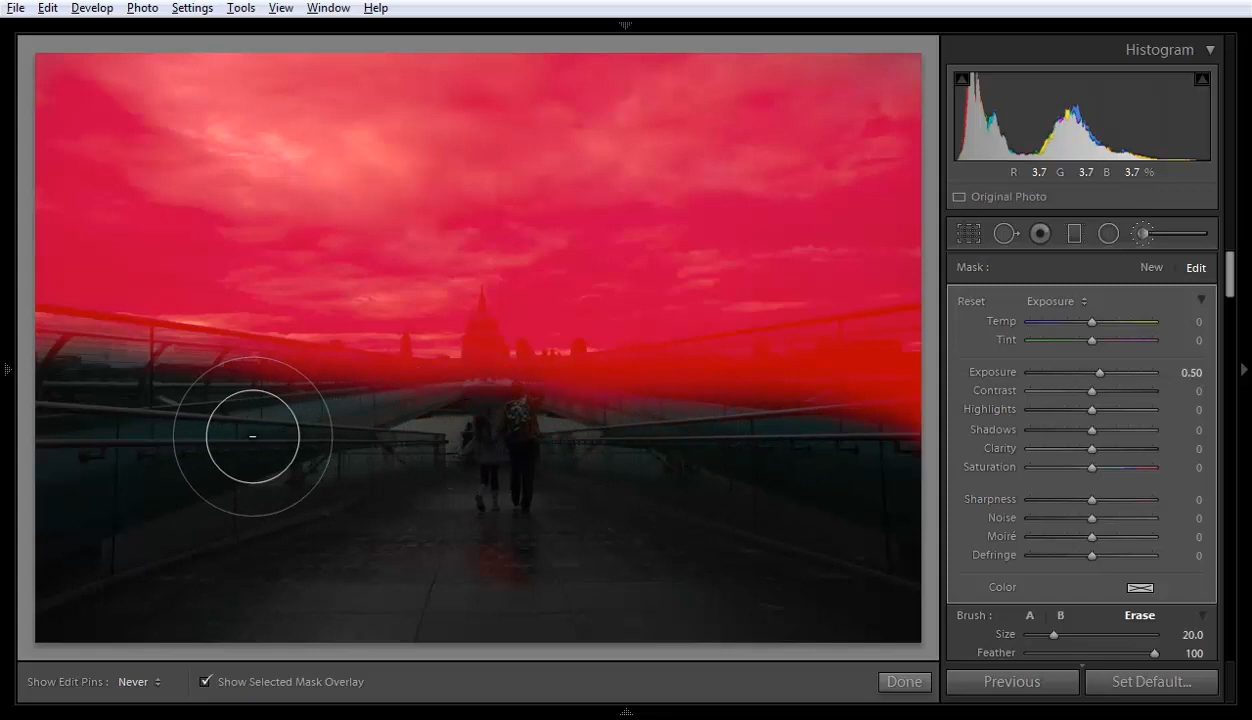 File Edit Develop Photo Settings Tools View Window Help
Histogram
R 3.7 G 3.7 B 3.7 %
Original Photo
Mask : New Edit
Reset Exposure
Temp 0
Tint 0
Exposure 0.50
Contrast 0
Highlights 0
Shadows 0
Clarity 0
Saturation 0
Sharpness 0
Noise 0
Moiré 0
Defringe 0
Color
Brush : A B Erase
Size 20.0
Feather 100
Show Edit Pins : Never Show Selected Mask Overlay Done Previous Set Default...